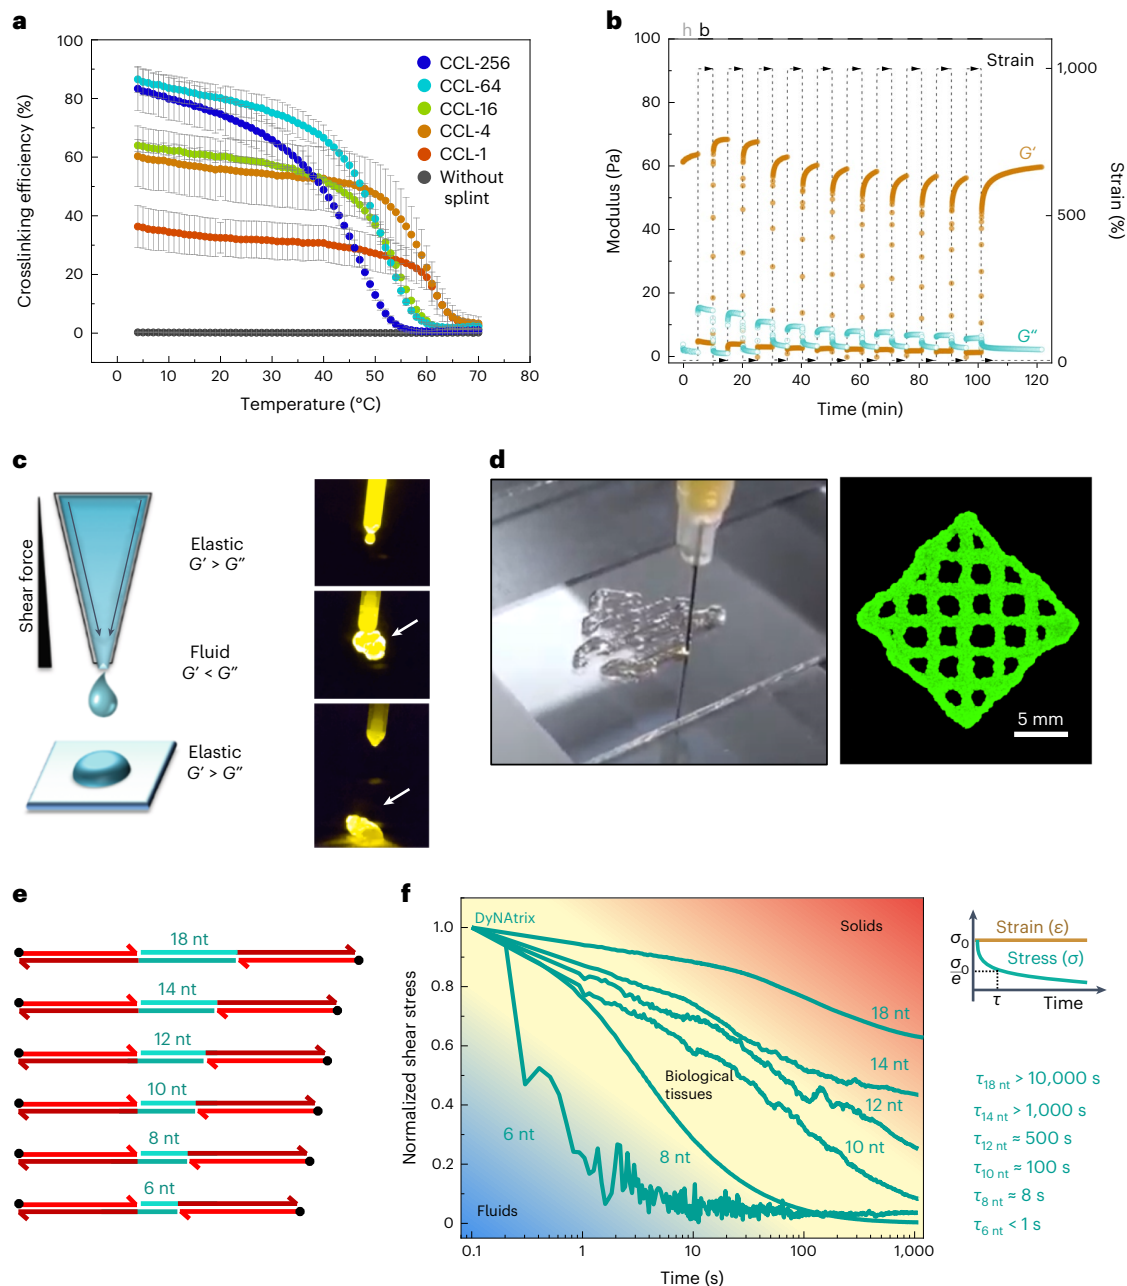 a
100
80
60
40
20
0
Crosslinking efficiency (%)
CCL-256
CCL-64
CCL-16
CCL-4
CCL-1
Without
splint
0 10 20 30 40 50 60 70 80
Temperature (°C)
b
h b
100
80
60
40
20
0
Modulus (Pa)
Strain
G′
G″
1,000
500
0
Strain (%)
0 20 40 60 80 100 120
Time (min)
c
Shear force
Elastic
G′ > G″
Fluid
G′ < G″
Elastic
G′ > G″
d
5 mm
e
18 nt
14 nt
12 nt
10 nt
8 nt
6 nt
f
1.0
0.8
0.6
0.4
0.2
0
Normalized shear stress
DyNAtrix
Solids
18 nt
14 nt
Biological
tissues
12 nt
10 nt
8 nt
6 nt
Fluids
0.1 1 10 100 1,000
Time (s)
Strain (ε)
Stress (σ)
σ0
σ0
e
τ
Time
τ18 nt > 10,000 s
τ14 nt > 1,000 s
τ12 nt ≈ 500 s
τ10 nt ≈ 100 s
τ8 nt ≈ 8 s
τ6 nt < 1 s